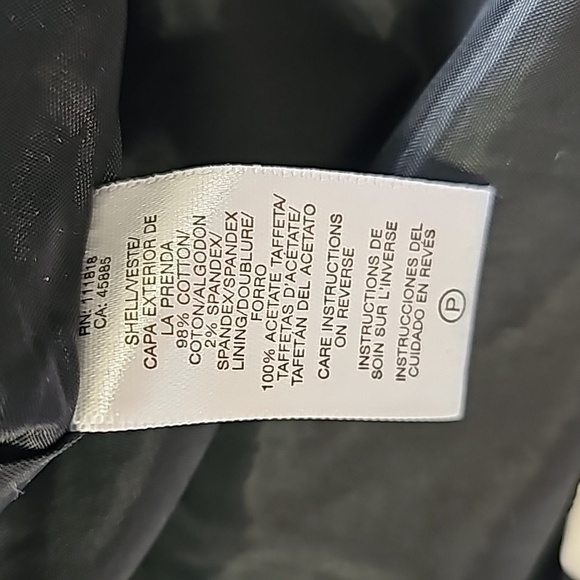 RN: 111818
CA: 45885
SHELL/VESTE/
CAPA EXTERIOR DE
LA PRENDA
98% COTTON/
COTON/ALGODON
2% SPANDEX/
SPANDEX/SPANDEX
LINING/DOUBLURE/
FORRO
100% ACETATE TAFFETA/
TAFFETAS D'ACÉTATE/
TAFETAN DEL ACETATO
CARE INSTRUCTIONS
ON REVERSE
INSTRUCTIONS DE
SOIN SUR L'INVERSE
INSTRUCCIONES DEL
CUIDADO EN REVÉS
P